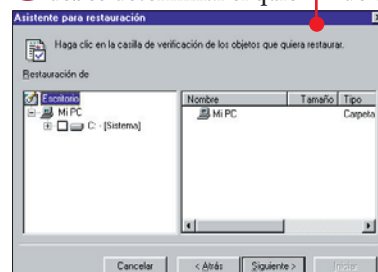 Asistente para restauración
Haga clic en la casilla de verificación de los objetos que quiera restaurar.
Restauración de
Escritorio
Mi PC
C: - [Sistema]
Nombre Tamaño Tipo
Mi PC Carpeta
Cancelar < Atrás Siguiente > Iniciar